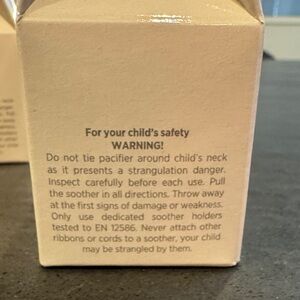 For your child's safety
WARNING!
Do not tie pacifier around child's neck
as it presents a strangulation danger.
Inspect carefully before each use. Pull
the soother in all directions. Throw away
at the first signs of damage or weakness.
Only use dedicated soother holders
tested to EN 12586. Never attach other
ribbons or cords to a soother, your child
may be strangled by them.